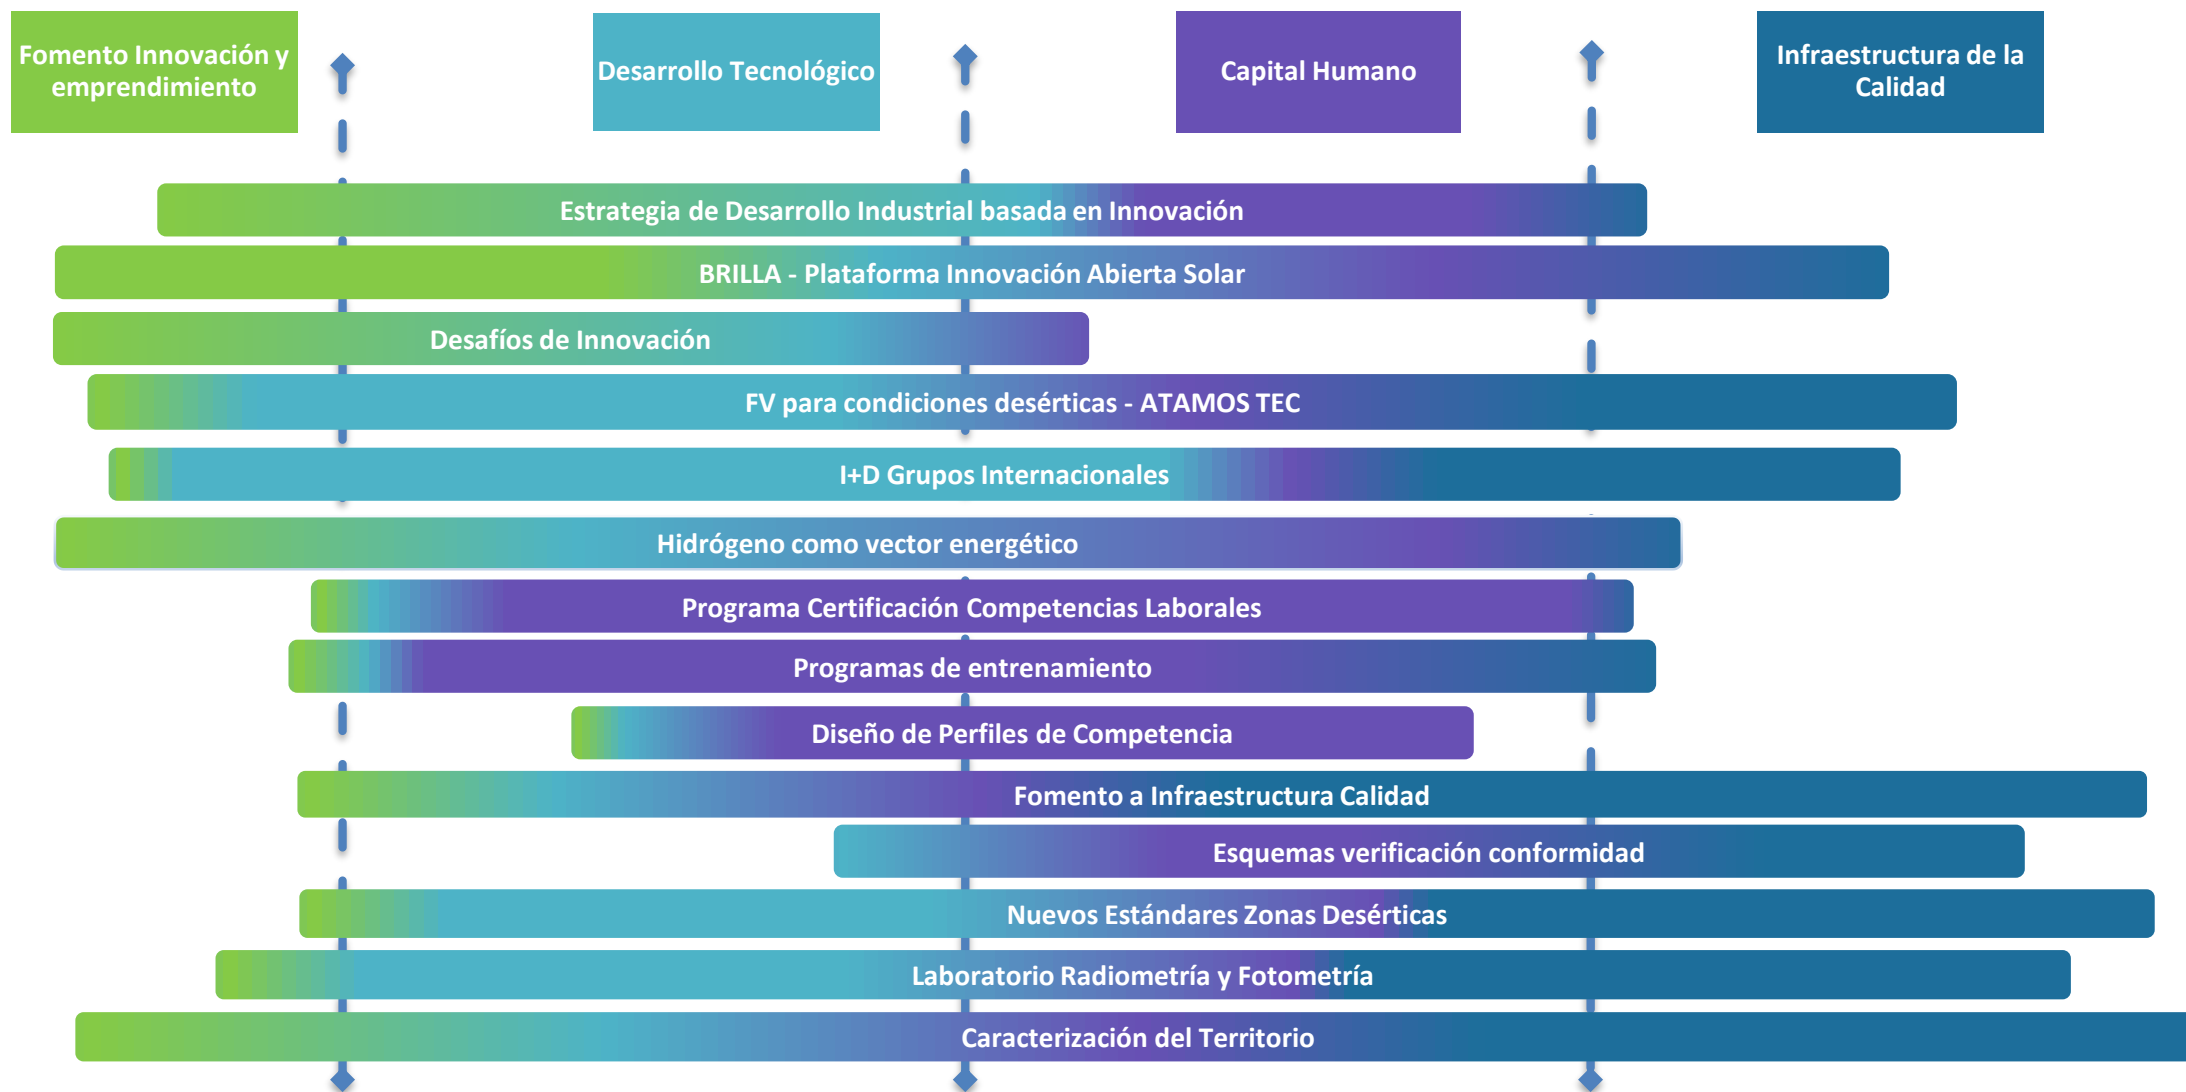 Fomento Innovación y
emprendimiento
Desarrollo Tecnológico
Capital Humano
Infraestructura de la
Calidad
Estrategia de Desarrollo Industrial basada en Innovación
BRILLA - Plataforma Innovación Abierta Solar
Desafíos de Innovación
FV para condiciones desérticas - ATAMOS TEC
I+D Grupos Internacionales
Hidrógeno como vector energético
Programa Certificación Competencias Laborales
Programas de entrenamiento
Diseño de Perfiles de Competencia
Fomento a Infraestructura Calidad
Esquemas verificación conformidad
Nuevos Estándares Zonas Desérticas
Laboratorio Radiometría y Fotometría
Caracterización del Territorio